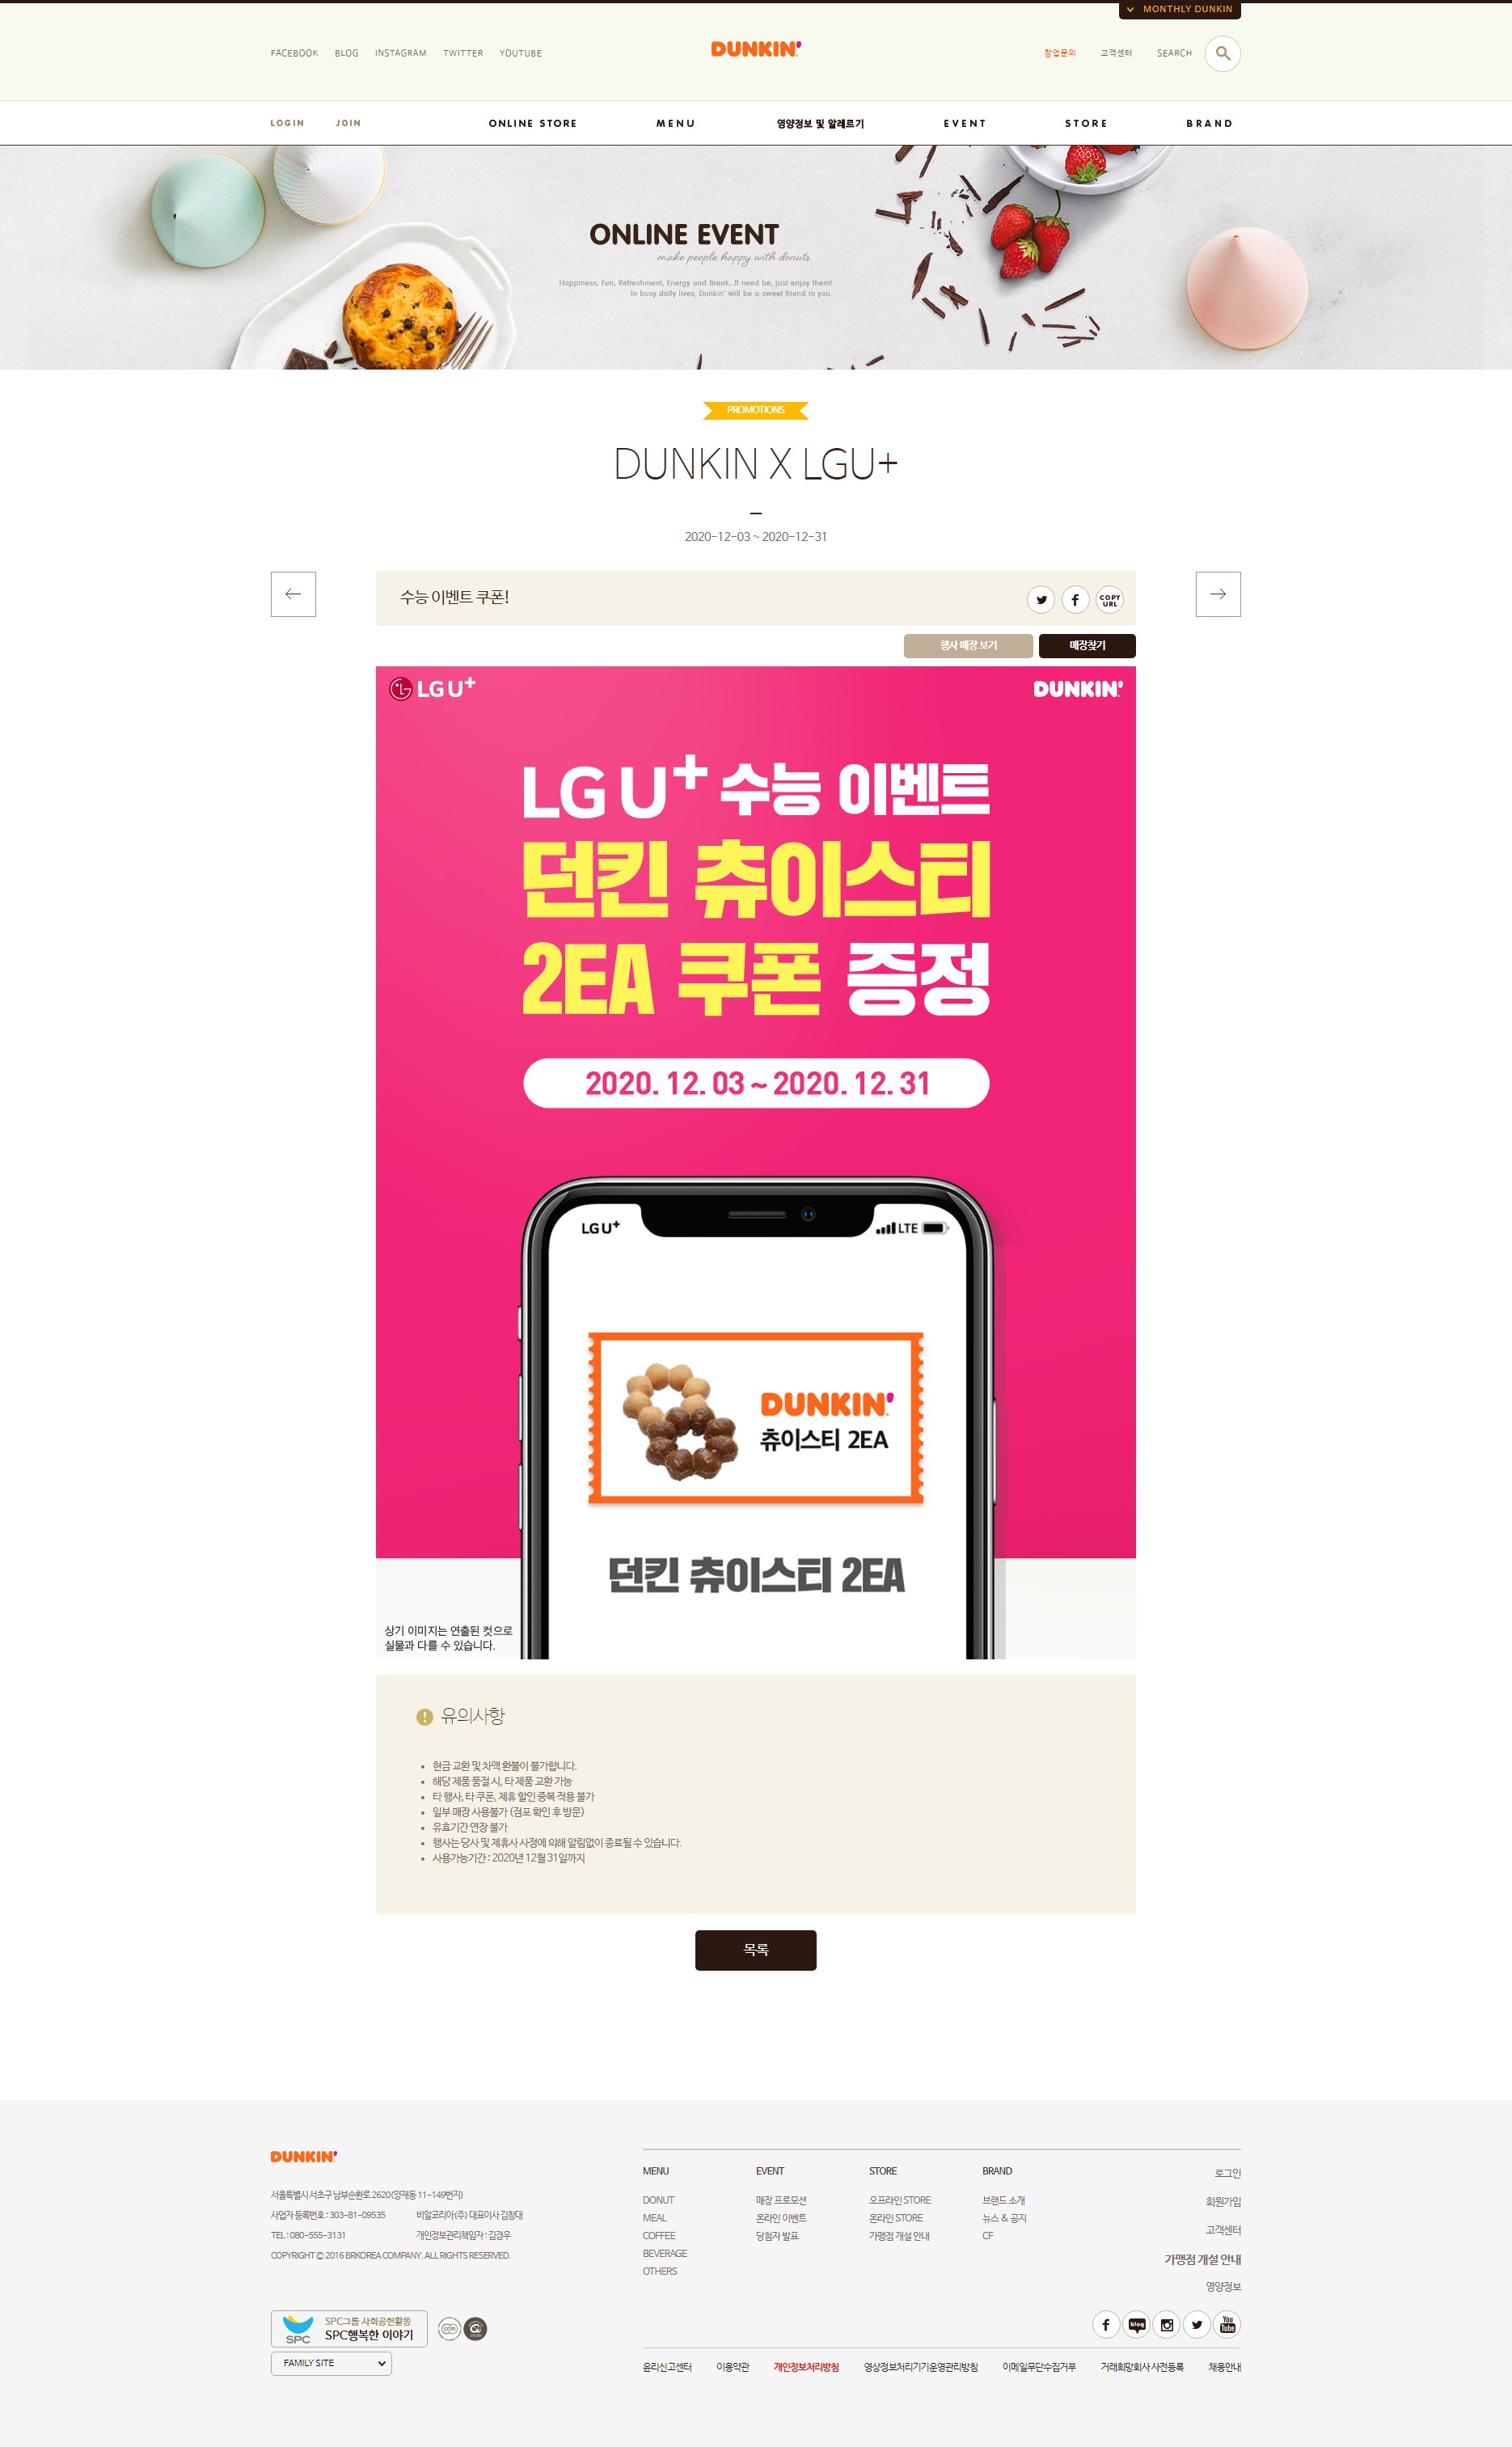 MONTHLY DUNKIN
FACEBOOK BLOG INSTAGRAM TWITTER YOUTUBE
DUNKIN'
창업문의 고객센터 SEARCH
LOGIN JOIN
ONLINE STORE MENU 영양정보 및 알레르기 EVENT STORE BRAND
ONLINE EVENT
make people happy with donuts
Happiness, Fun, Refreshment, Energy and Break...If need be, just enjoy them!
In busy daily lives, Dunkin' will be a sweet friend to you.
PROMOTIONS
DUNKIN X LGU+
2020-12-03 ~ 2020-12-31
수능 이벤트 쿠폰!
COPY
URL
행사 매장 보기 매장찾기
LG U+
DUNKIN'
LG U+ 수능 이벤트
던킨 츄이스티
2EA 쿠폰 증정
2020. 12. 03 ~ 2020. 12. 31
LG U+
LTE
DUNKIN'
츄이스티 2EA
던킨 츄이스티 2EA
상기 이미지는 연출된 컷으로
실물과 다를 수 있습니다.
유의사항
현금 교환 및 차액 환불이 불가합니다.
해당 제품 품절 시, 타 제품 교환 가능
타 행사, 타 쿠폰, 제휴 할인 중복 적용 불가
일부 매장 사용불가 (점포 확인 후 방문)
유효기간 연장 불가
행사는 당사 및 제휴사 사정에 의해 알림없이 종료될 수 있습니다.
사용가능기간 : 2020년 12월 31일까지
목록
DUNKIN'
서울특별시 서초구 남부순환로 2620(양재동 11-149번지)
사업자 등록번호 : 303-81-09535 비알코리아(주) 대표이사 김창대
TEL : 080-555-3131 개인정보관리책임자 : 김경우
COPYRIGHT © 2016 BRKOREA COMPANY. ALL RIGHTS RESERVED.
SPC
SPC그룹 사회공헌활동
SPC행복한 이야기
FAMILY SITE
MENU
DONUT
MEAL
COFFEE
BEVERAGE
OTHERS
EVENT
매장 프로모션
온라인 이벤트
당첨자 발표
STORE
오프라인 STORE
온라인 STORE
가맹점 개설 안내
BRAND
브랜드 소개
뉴스 & 공지
CF
로그인
회원가입
고객센터
가맹점 개설 안내
영양정보
blog
You
Tube
윤리신고센터 이용약관 개인정보처리방침 영상정보처리기기운영관리방침 이메일무단수집거부 거래희망회사 사전등록 채용안내